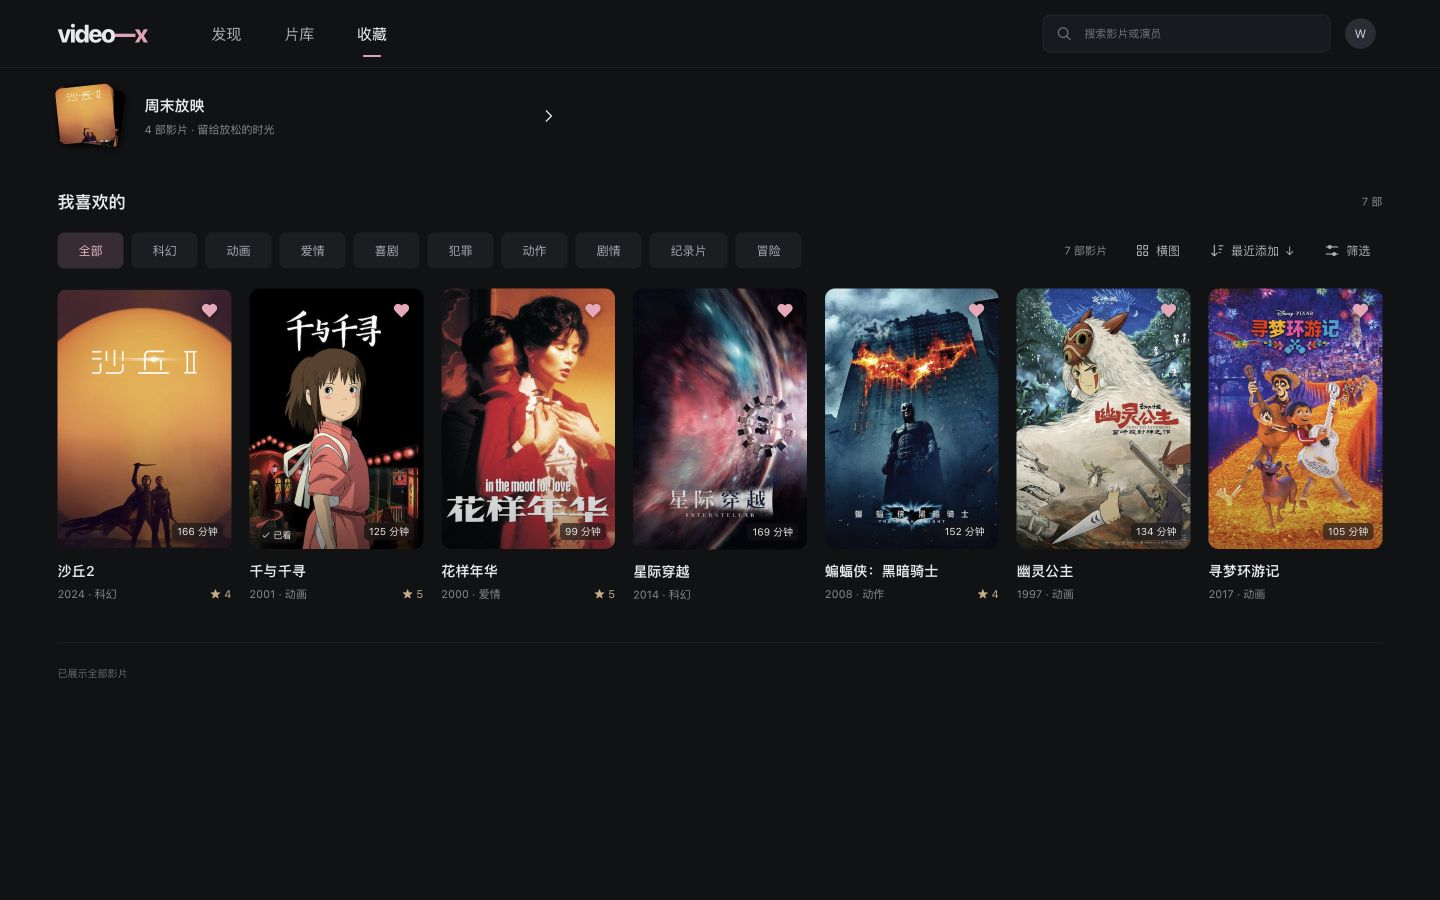 video—x
发现
片库
收藏
搜索影片或演员
W
沙丘 II
周末放映
4 部影片 · 留给放松的时光
我喜欢的
7 部
全部
科幻
动画
爱情
喜剧
犯罪
动作
剧情
纪录片
冒险
7 部影片
横图
最近添加 ↓
筛选
沙丘 II
166 分钟
千与千寻
✓ 已看
125 分钟
in the mood for love
花样年华
99 分钟
星际穿越
INTERSTELLAR
169 分钟
蝙蝠侠 黑暗骑士
152 分钟
幽灵公主
134 分钟
Disney PIXAR
寻梦环游记
105 分钟
沙丘2
2024 · 科幻
★ 4
千与千寻
2001 · 动画
★ 5
花样年华
2000 · 爱情
★ 5
星际穿越
2014 · 科幻
蝙蝠侠：黑暗骑士
2008 · 动作
★ 4
幽灵公主
1997 · 动画
寻梦环游记
2017 · 动画
已展示全部影片